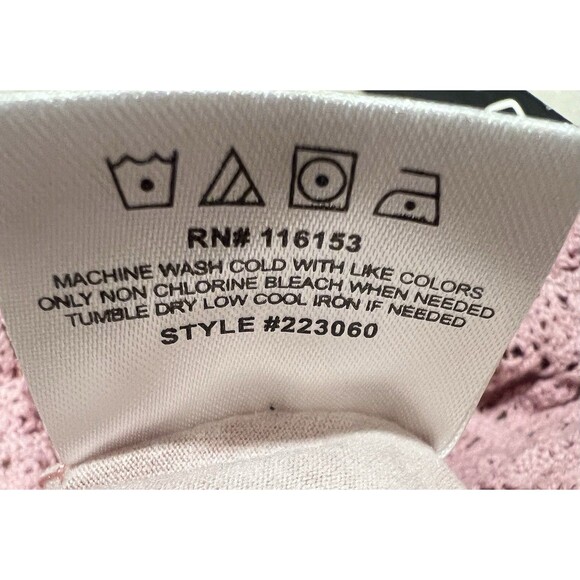 RN# 116153
MACHINE WASH COLD WITH LIKE COLORS
ONLY NON CHLORINE BLEACH WHEN NEEDED
TUMBLE DRY LOW COOL IRON IF NEEDED
STYLE #223060